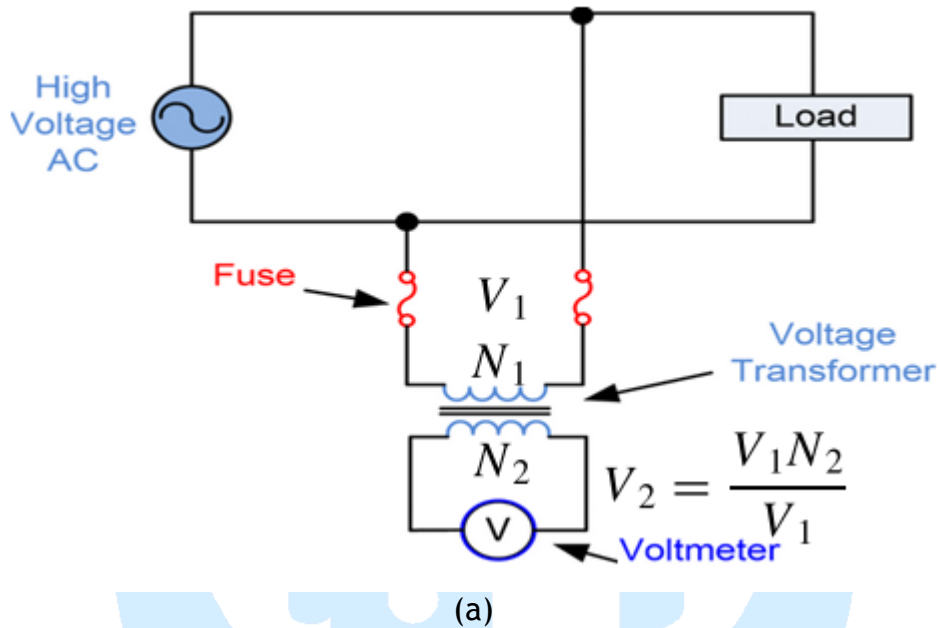 High
Voltage
AC
Load
Fuse
V₁
N₁
Voltage
Transformer
N₂
V₂ = V₁N₂ / V₁
V
Voltmeter
(a)